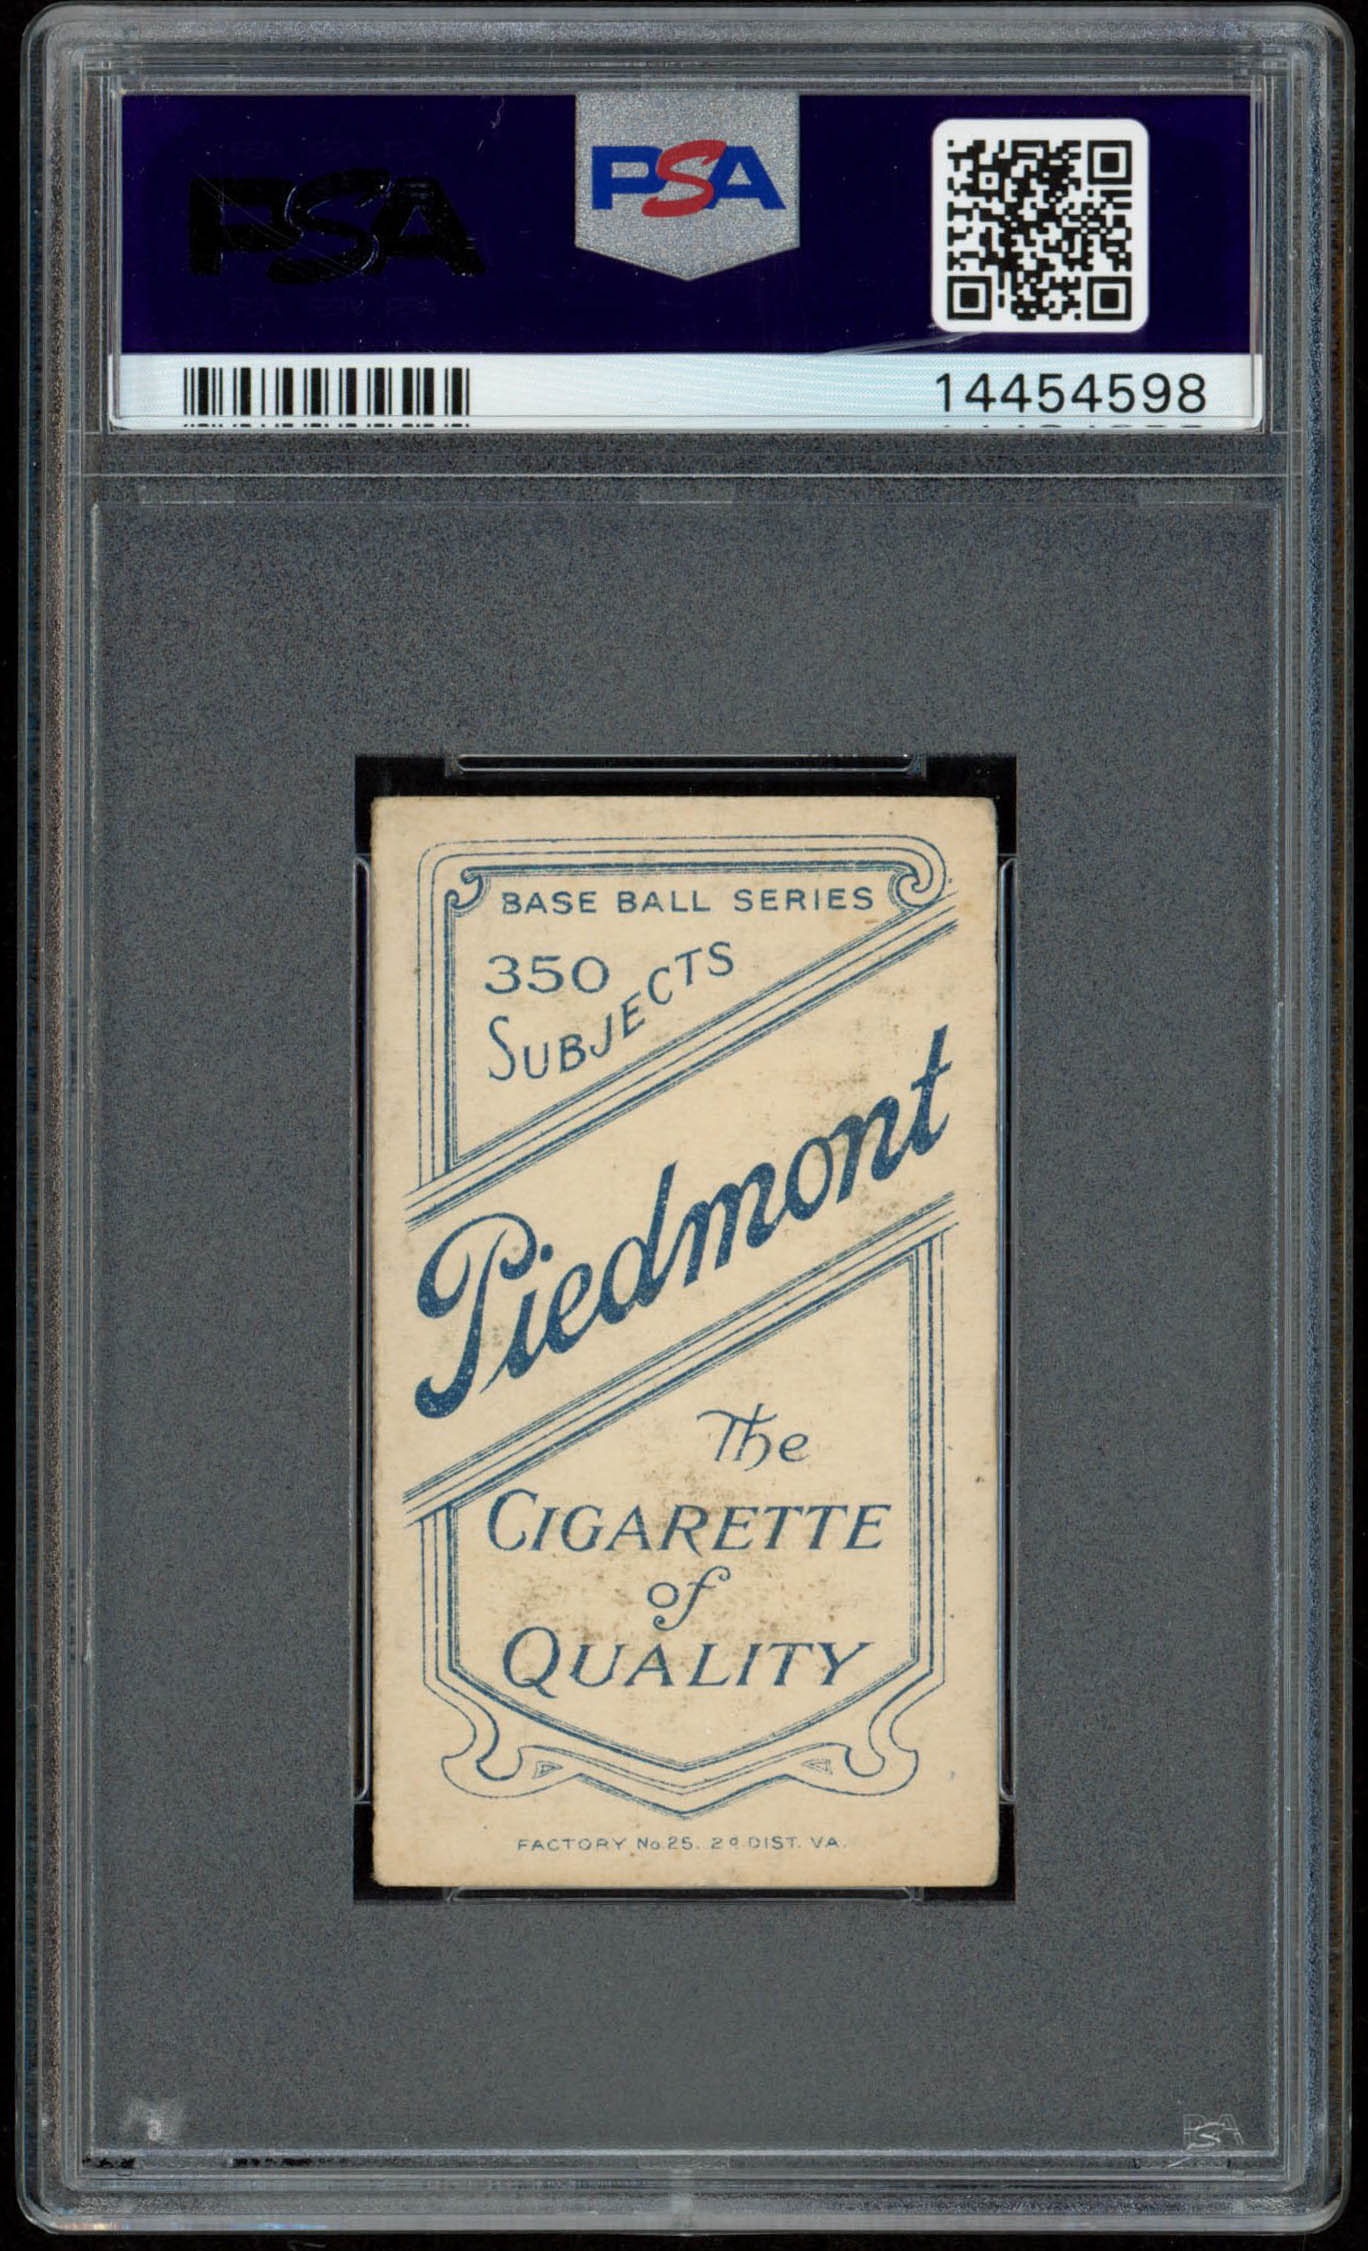 PSA
PSA
14454598
BASE BALL SERIES
350
SUBJECTS
Piedmont
The
CIGARETTE
of
QUALITY
FACTORY No. 25. 2d DIST. VA.
PSA